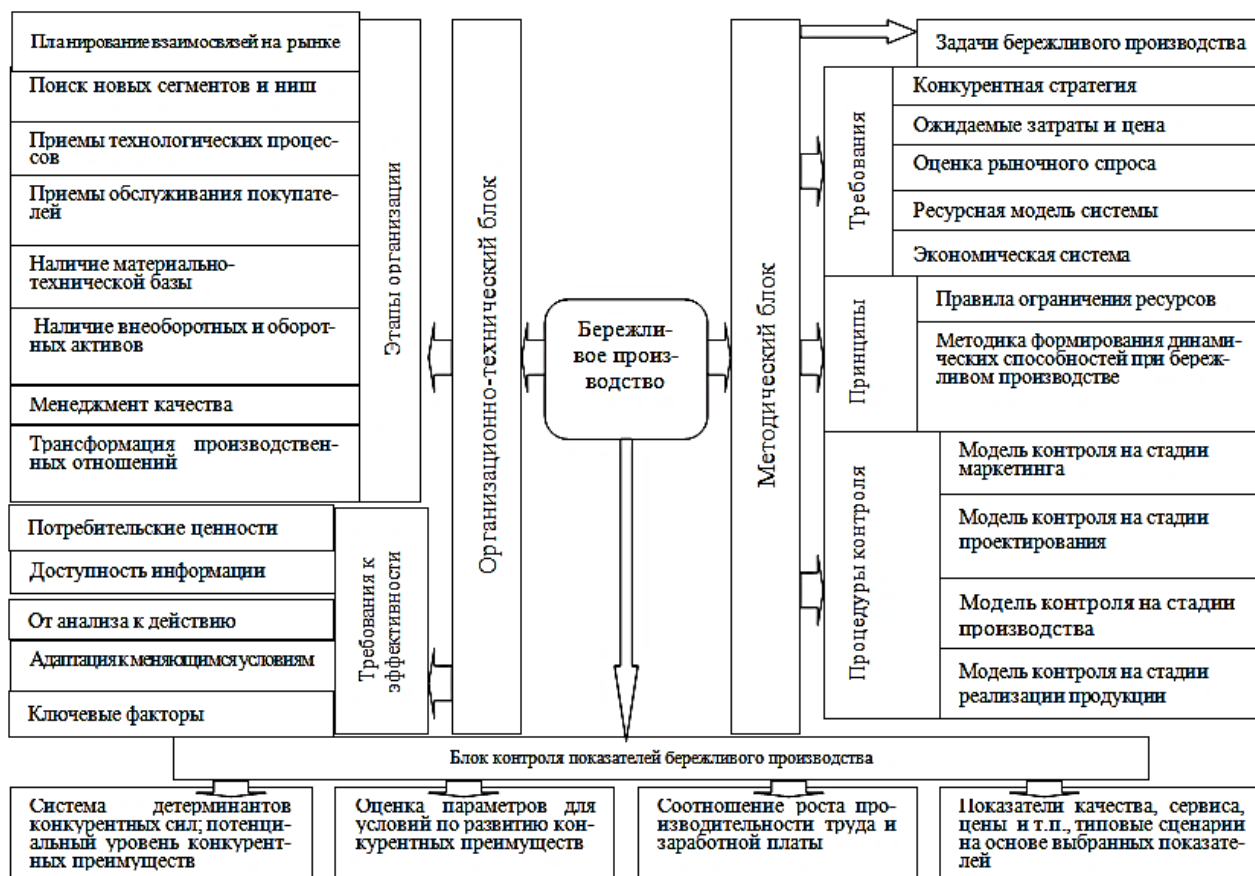 Планирование взаимосвязей на рынке
Поиск новых сегментов и ниш
Приемы технологических процес-
сов
Приемы обслуживания покупате-
лей
Наличие материально-
технической базы
Наличие внеоборотных и оборот-
ных активов
Менеджмент качества
Трансформация производствен-
ных отношений
Этапы организации
Потребительские ценности
Доступность информации
От анализа к действию
Адаптация к меняющимся условиям
Ключевые факторы
Требования к
эффективности
Организационно-технический блок
Бережли-
вое произ-
водство
Методический блок
Задачи бережливого производства
Требования
Конкурентная стратегия
Ожидаемые затраты и цена
Оценка рыночного спроса
Ресурсная модель системы
Экономическая система
Принципы
Правила ограничения ресурсов
Методика формирования динами-
ческих способностей при береж-
ливом производстве
Процедуры контроля
Модель контроля на стадии
маркетинга
Модель контроля на стадии
проектирования
Модель контроля на стадии
производства
Модель контроля на стадии
реализации продукции
Блок контроля показателей бережливого производства
Система детерминантов
конкурентных сил; потенци-
альный уровень конкурент-
ных преимуществ
Оценка параметров для
условий по развитию кон-
курентных преимуществ
Соотношение роста про-
изводительности труда и
заработной платы
Показатели качества, сервиса,
цены и т.п., типовые сценарии
на основе выбранных показате-
лей